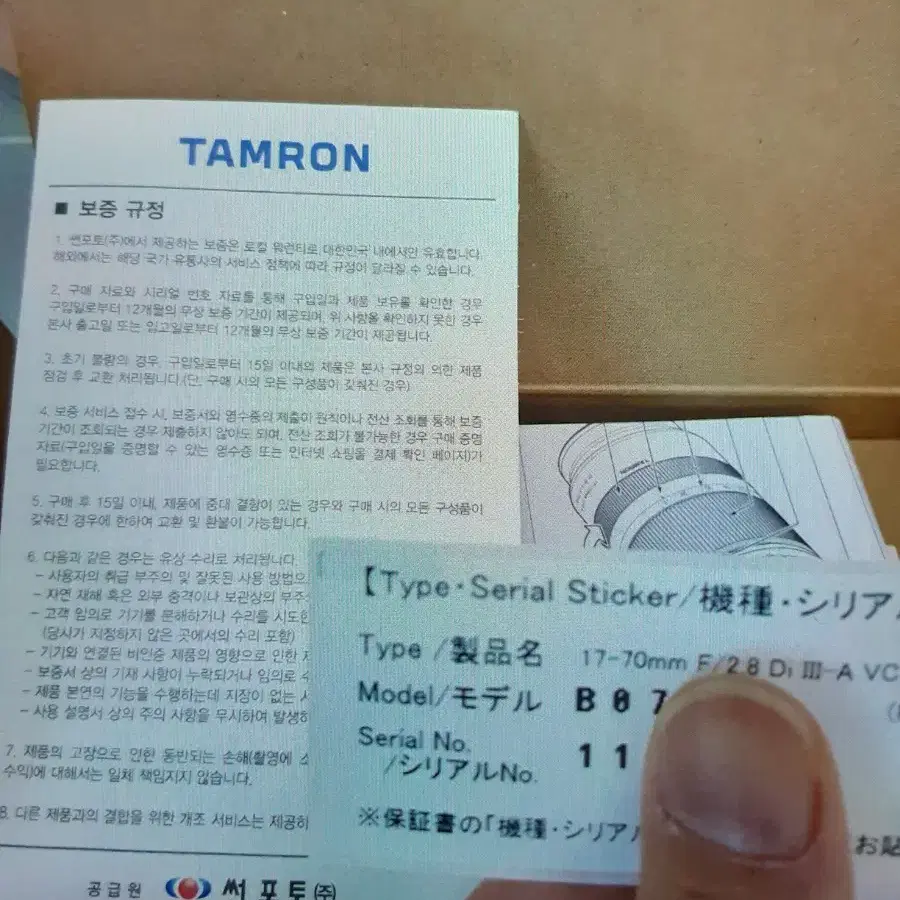 TAMRON
■ 보증 규정
1. 썬포토(주)에서 제공하는 보증은 로컬 워런티로 대한민국 내에서만 유효합니다.
해외에서는 해당 국가 유통사의 서비스 정책에 따라 규정이 달라질 수 있습니다.
2. 구매 자료와 시리얼 번호 자료를 통해 구입일과 제품 보유를 확인한 경우
구입일로부터 12개월의 무상 보증 기간이 제공되며, 위 사항을 확인하지 못한 경우
본사 출고일 또는 입고일로부터 12개월의 무상 보증 기간이 제공됩니다.
3. 초기 불량의 경우, 구입일로부터 15일 이내의 제품은 본사 규정의 의한 제품
점검 후 교환 처리됩니다.(단, 구매 시의 모든 구성품이 갖춰진 경우)
4. 보증 서비스 접수 시, 보증서와 영수증의 제출이 원칙이나 전산 조회를 통해 보증
기간이 조회되는 경우 제출하지 않아도 되며, 전산 조회가 불가능한 경우 구매 증명
자료(구입일을 증명할 수 있는 영수증 또는 인터넷 쇼핑몰 결제 확인 페이지)가
필요합니다.
5. 구매 후 15일 이내, 제품에 중대 결함이 있는 경우와 구매 시의 모든 구성품이
갖춰진 경우에 한하여 교환 및 환불이 가능합니다.
6. 다음과 같은 경우는 유상 수리로 처리됩니다.
- 사용자의 취급 부주의 및 잘못된 사용 방법으
- 자연 재해 혹은 외부 충격이나 보관상의 부주
- 고객 임의로 기기를 분해하거나 수리를 시도한
(당사가 지정하지 않은 곳에서의 수리 포함)
- 기기와 연결된 비인증 제품의 영향으로 인한
- 보증서 상의 기재 사항이 누락되거나 임의로
- 제품 본연의 기능을 수행하는데 지장이 없는
- 사용 설명서 상의 주의 사항을 무시하여 발생
7. 제품의 고장으로 인한 동반되는 손해(촬영에
수익)에 대해서는 일체 책임지지 않습니다.
8. 다른 제품과의 결합을 위한 개조 서비스는 제공하
공급원 썬포토(주)
【Type・Serial Sticker/機種・シリア
Type /製品名 17-70mm F/2.8 Di III-A VC
Model/モデル B07
Serial No. 11
/シリアルNo.
※保証書の「機種・シリアル
お貼